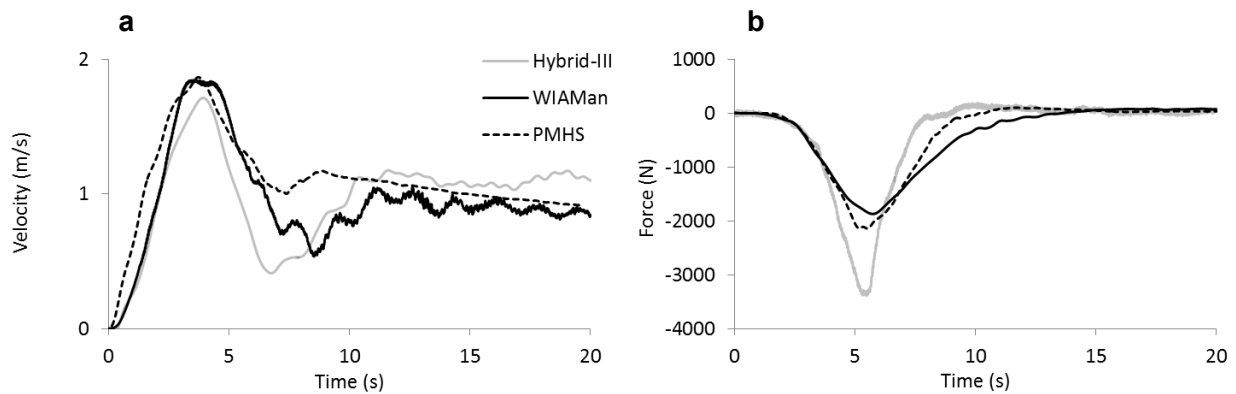 a
2
1
0
Velocity (m/s)
0 5 10 15 20
Time (s)
Hybrid-III
WIAMan
PMHS
b
1000
0
-1000
-2000
-3000
-4000
Force (N)
0 5 10 15 20
Time (s)